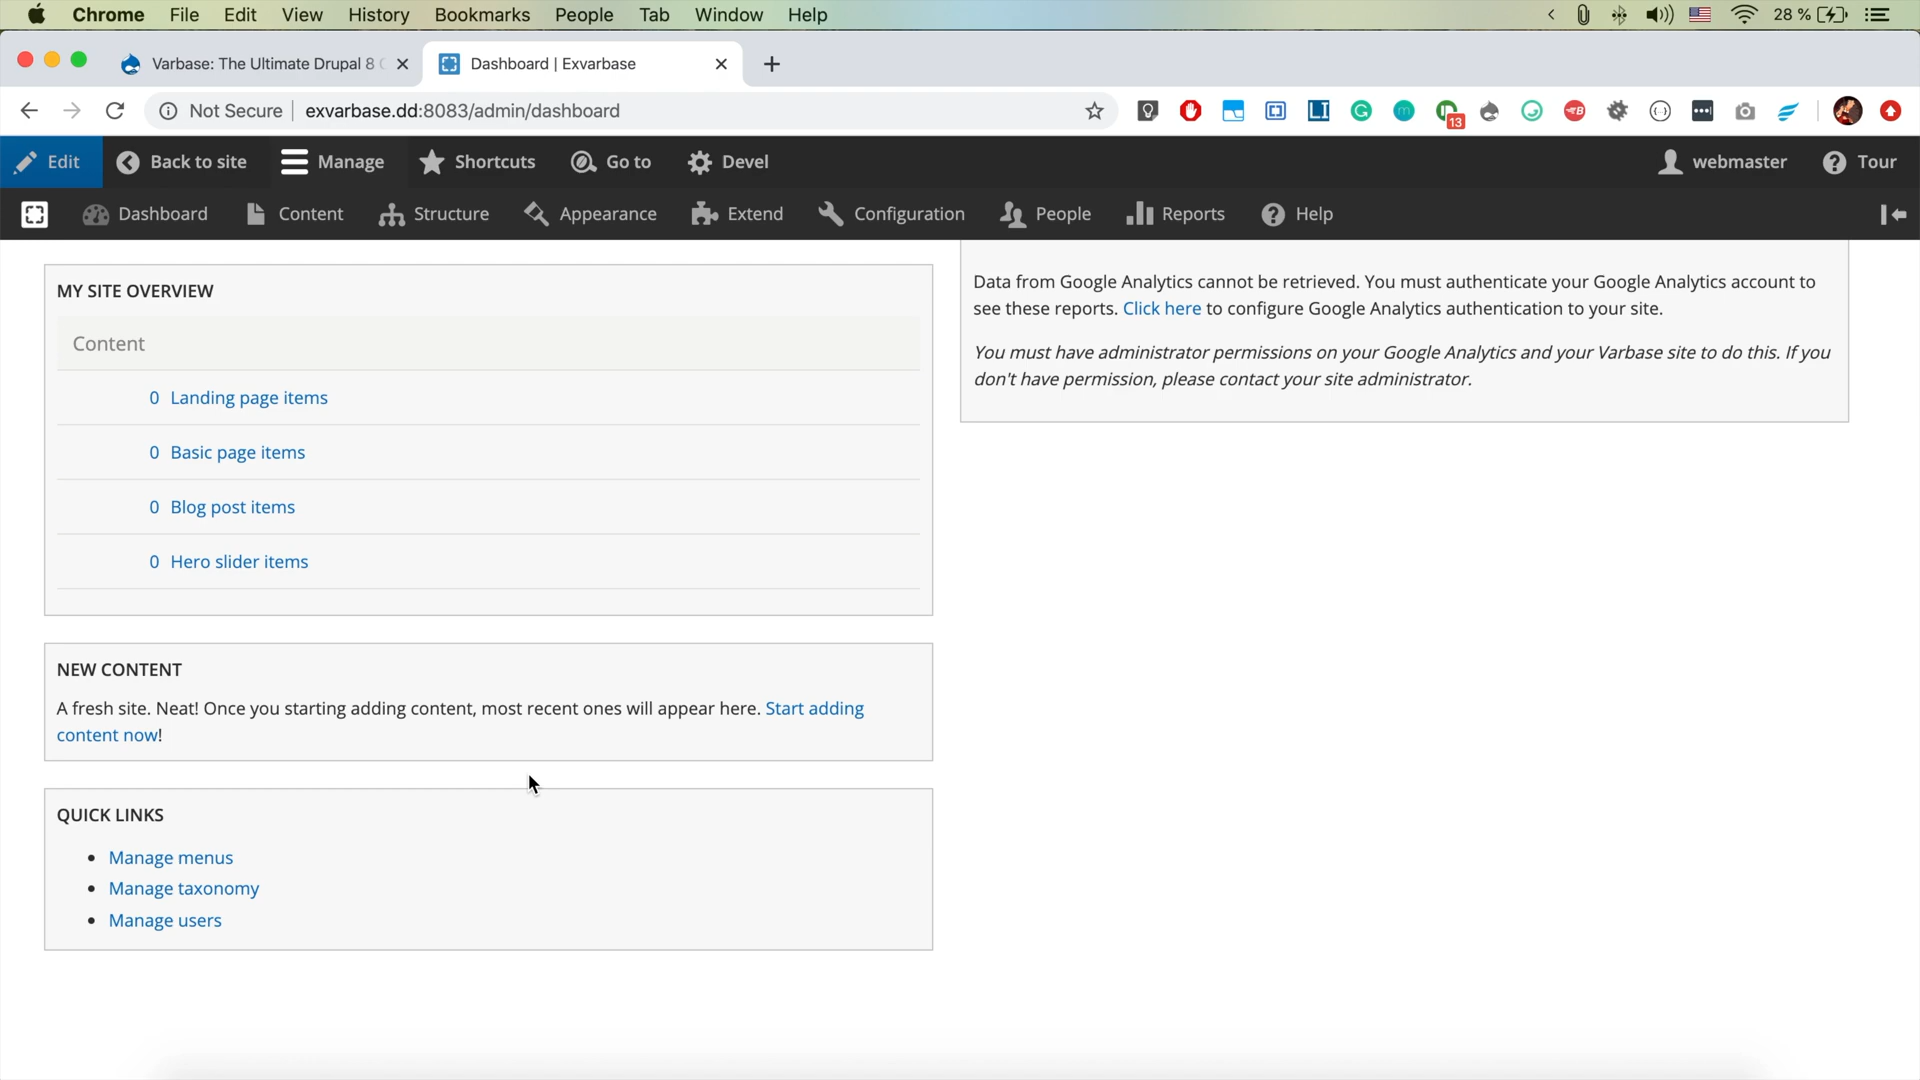 Chrome File Edit View History Bookmarks People Tab Window Help 28 %
Varbase: The Ultimate Drupal 8 Dashboard | Exvarbase
Not Secure exvarbase.dd:8083/admin/dashboard 13
Edit Back to site Manage Shortcuts Go to Devel webmaster Tour
Dashboard Content Structure Appearance Extend Configuration People Reports Help
MY SITE OVERVIEW
Content
0 Landing page items
0 Basic page items
0 Blog post items
0 Hero slider items
NEW CONTENT
A fresh site. Neat! Once you starting adding content, most recent ones will appear here. Start adding
content now!
QUICK LINKS
Manage menus
Manage taxonomy
Manage users
Data from Google Analytics cannot be retrieved. You must authenticate your Google Analytics account to
see these reports. Click here to configure Google Analytics authentication to your site.
You must have administrator permissions on your Google Analytics and your Varbase site to do this. If you
don't have permission, please contact your site administrator.